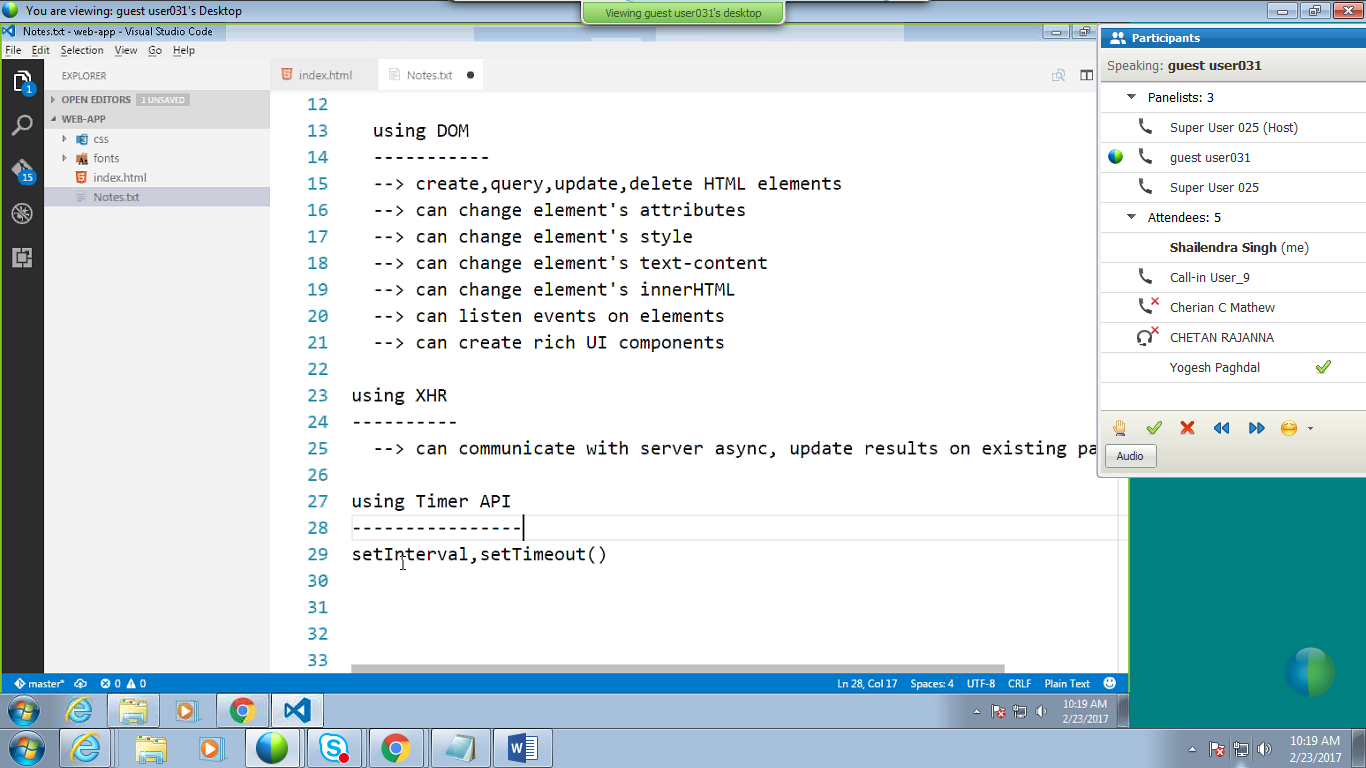 You are viewing: guest user031's Desktop
Viewing guest user031's desktop
Notes.txt - web-app - Visual Studio Code
File Edit Selection View Go Help
EXPLORER
OPEN EDITORS 1 UNSAVED
WEB-APP
css
fonts
index.html
Notes.txt
1
15
index.html Notes.txt
12
13 using DOM
14 -----------
15 --> create,query,update,delete HTML elements
16 --> can change element's attributes
17 --> can change element's style
18 --> can change element's text-content
19 --> can change element's innerHTML
20 --> can listen events on elements
21 --> can create rich UI components
22
23 using XHR
24 ----------
25 --> can communicate with server async, update results on existing pa
26
27 using Timer API
28 ----------------
29 setInterval,setTimeout()
30
31
32
33
master* 0 0 Ln 28, Col 17 Spaces: 4 UTF-8 CRLF Plain Text
10:19 AM
2/23/2017
Participants
Speaking: guest user031
Panelists: 3
Super User 025 (Host)
guest user031
Super User 025
Attendees: 5
Shailendra Singh (me)
Call-in User_9
Cherian C Mathew
CHETAN RAJANNA
Yogesh Paghdal
Audio
10:19 AM
2/23/2017